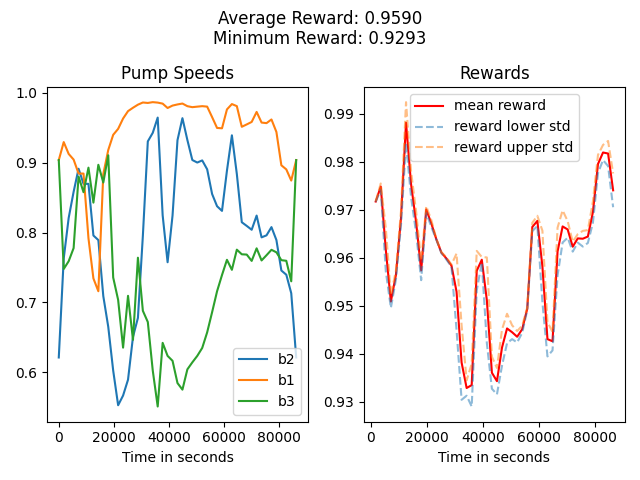 Average Reward: 0.9590
Minimum Reward: 0.9293
Pump Speeds
1.0
0.9
0.8
0.7
0.6
0
20000
40000
60000
80000
Time in seconds
b2
b1
b3
Rewards
0.99
0.98
0.97
0.96
0.95
0.94
0.93
0
20000
40000
60000
80000
Time in seconds
mean reward
reward lower std
reward upper std